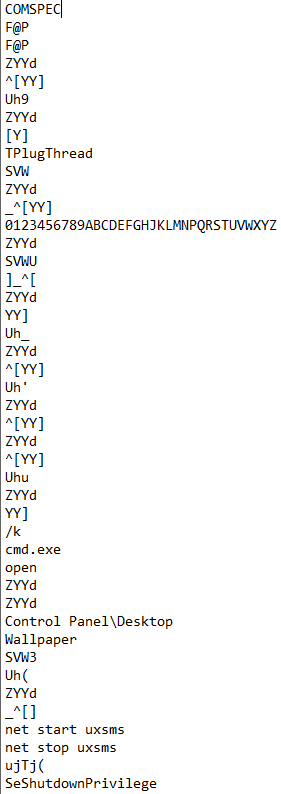 COMSPEC
F@P
F@P
ZYYd
^[YY]
Uh9
ZYYd
[Y]
TPlugThread
SVW
ZYYd
_^[YY]
0123456789ABCDEFGHJKLMNPQRSTUVWXYZ
ZYYd
SVWU
]_^[
ZYYd
YY]
Uh_
ZYYd
^[YY]
Uh'
ZYYd
^[YY]
ZYYd
^[YY]
Uhu
ZYYd
YY]
/k
cmd.exe
open
ZYYd
ZYYd
Control Panel\Desktop
Wallpaper
SVW3
Uh(
ZYYd
_^[]
net start uxsms
net stop uxsms
ujTj(
SeShutdownPrivilege